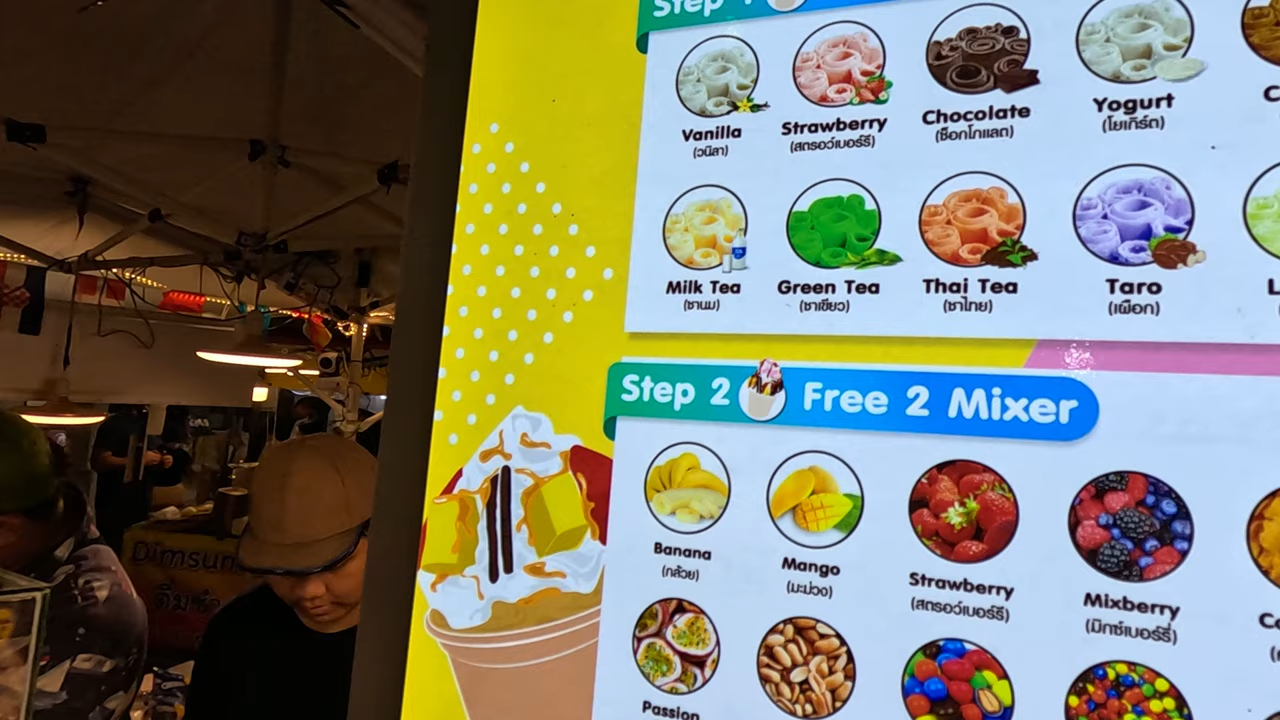 Step
Vanilla
(วนิลา)
Strawberry
(สตรอว์เบอร์รี่)
Chocolate
(ช็อกโกแลต)
Yogurt
(โยเกิร์ต)
Milk Tea
(ชานม)
Green Tea
(ชาเขียว)
Thai Tea
(ชาไทย)
Taro
(เผือก)
Step 2 Free 2 Mixer
Banana
(กล้วย)
Mango
(มะม่วง)
Strawberry
(สตรอว์เบอร์รี่)
Mixberry
(มิกซ์เบอร์รี่)
Passion
Dimsum